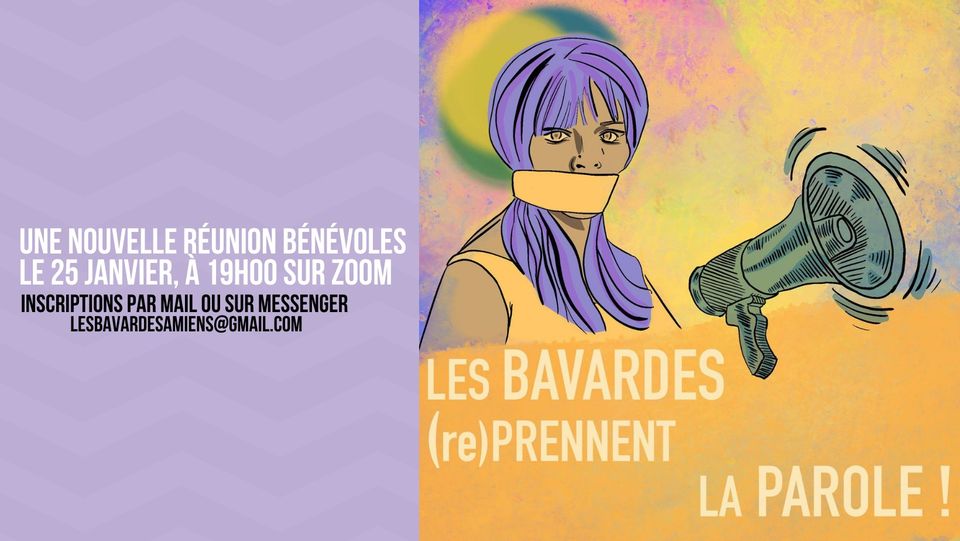 UNE NOUVELLE RÉUNION BÉNÉVOLES
LE 25 JANVIER, À 19H00 SUR ZOOM
INSCRIPTIONS PAR MAIL OU SUR MESSENGER
LESBAVARDESAMIENS@GMAIL.COM
LES BAVARDES
(re)PRENNENT
LA PAROLE !